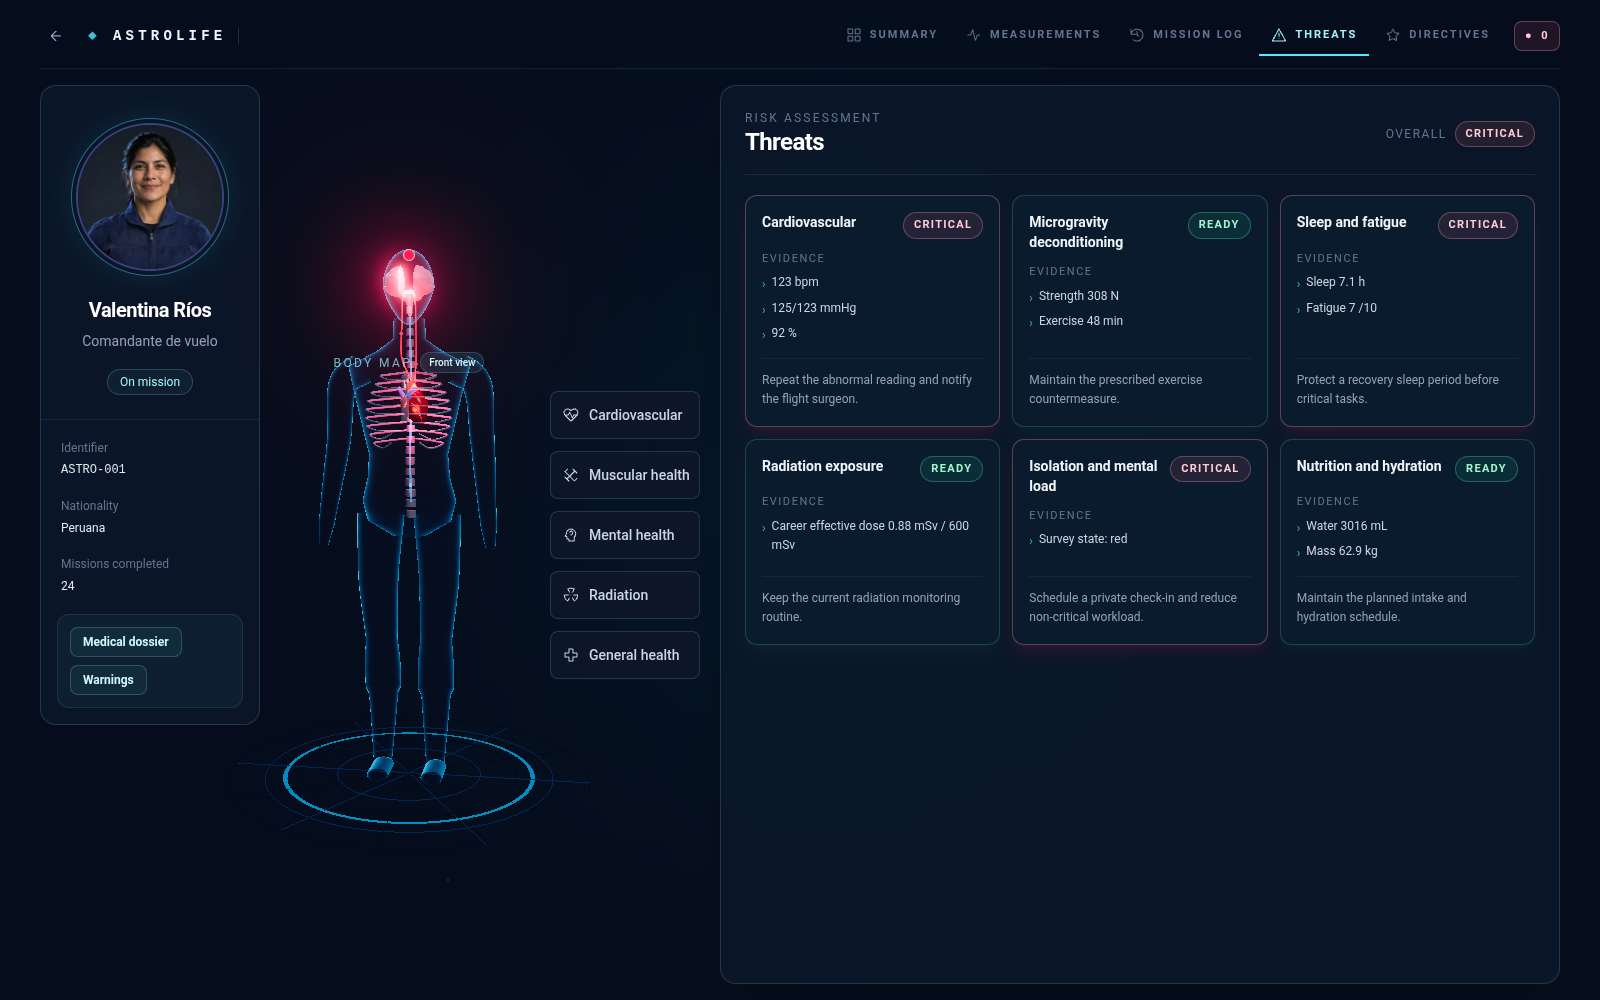 ASTROLIFE
SUMMARY
MEASUREMENTS
MISSION LOG
THREATS
DIRECTIVES
0
Valentina Ríos
Comandante de vuelo
On mission
Identifier
ASTRO-001
Nationality
Peruana
Missions completed
24
Medical dossier
Warnings
BODY MAP
Front view
Cardiovascular
Muscular health
Mental health
Radiation
General health
RISK ASSESSMENT
Threats
OVERALL CRITICAL
Cardiovascular
CRITICAL
EVIDENCE
› 123 bpm
› 125/123 mmHg
› 92 %
Repeat the abnormal reading and notify
the flight surgeon.
Microgravity
deconditioning
READY
EVIDENCE
› Strength 308 N
› Exercise 48 min
Maintain the prescribed exercise
countermeasure.
Sleep and fatigue
CRITICAL
EVIDENCE
› Sleep 7.1 h
› Fatigue 7 /10
Protect a recovery sleep period before
critical tasks.
Radiation exposure
READY
EVIDENCE
› Career effective dose 0.88 mSv / 600
mSv
Keep the current radiation monitoring
routine.
Isolation and mental
load
CRITICAL
EVIDENCE
› Survey state: red
Schedule a private check-in and reduce
non-critical workload.
Nutrition and hydration
READY
EVIDENCE
› Water 3016 mL
› Mass 62.9 kg
Maintain the planned intake and
hydration schedule.